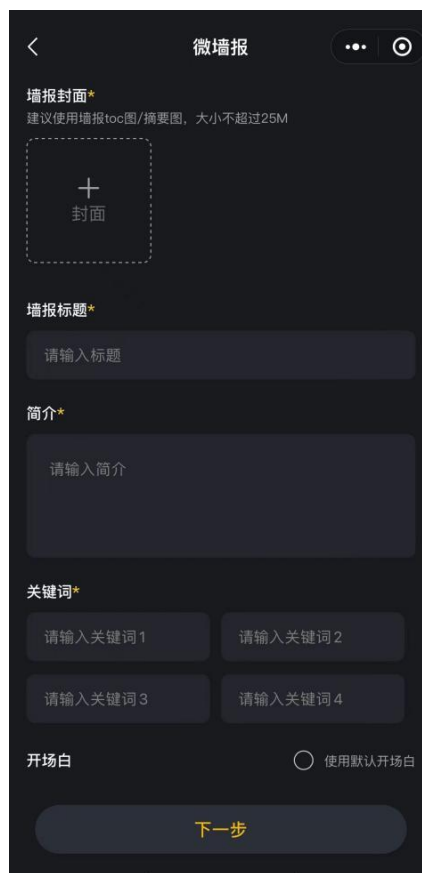 微墙报
墙报封面*
建议使用墙报toc图/摘要图，大小不超过25M
封面
墙报标题*
请输入标题
简介*
请输入简介
关键词*
请输入关键词1
请输入关键词2
请输入关键词3
请输入关键词4
开场白
使用默认开场白
下一步